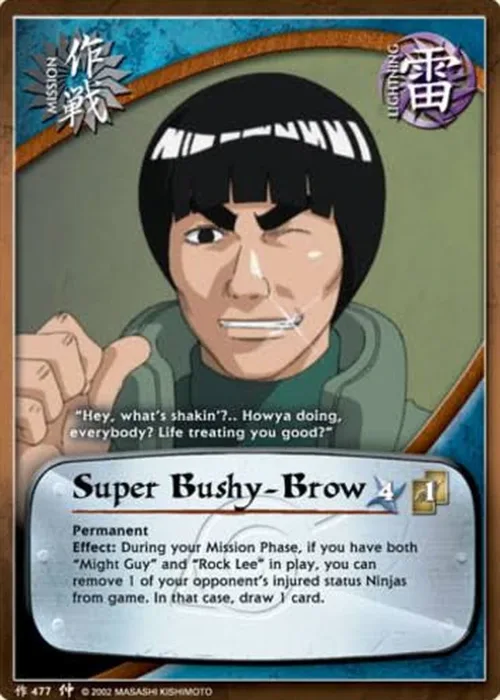 MISSION
作戦
LIGHTNING
雷
"Hey, what's shakin'?.. Howya doing,
everybody? Life treating you good?"
Super Bushy-Brow 4 1
Permanent
Effect: During your Mission Phase, if you have both
"Might Guy" and "Rock Lee" in play, you can
remove 1 of your opponent's injured status Ninjas
from game. In that case, draw 1 card.
作 477 仲 © 2002 MASASHI KISHIMOTO